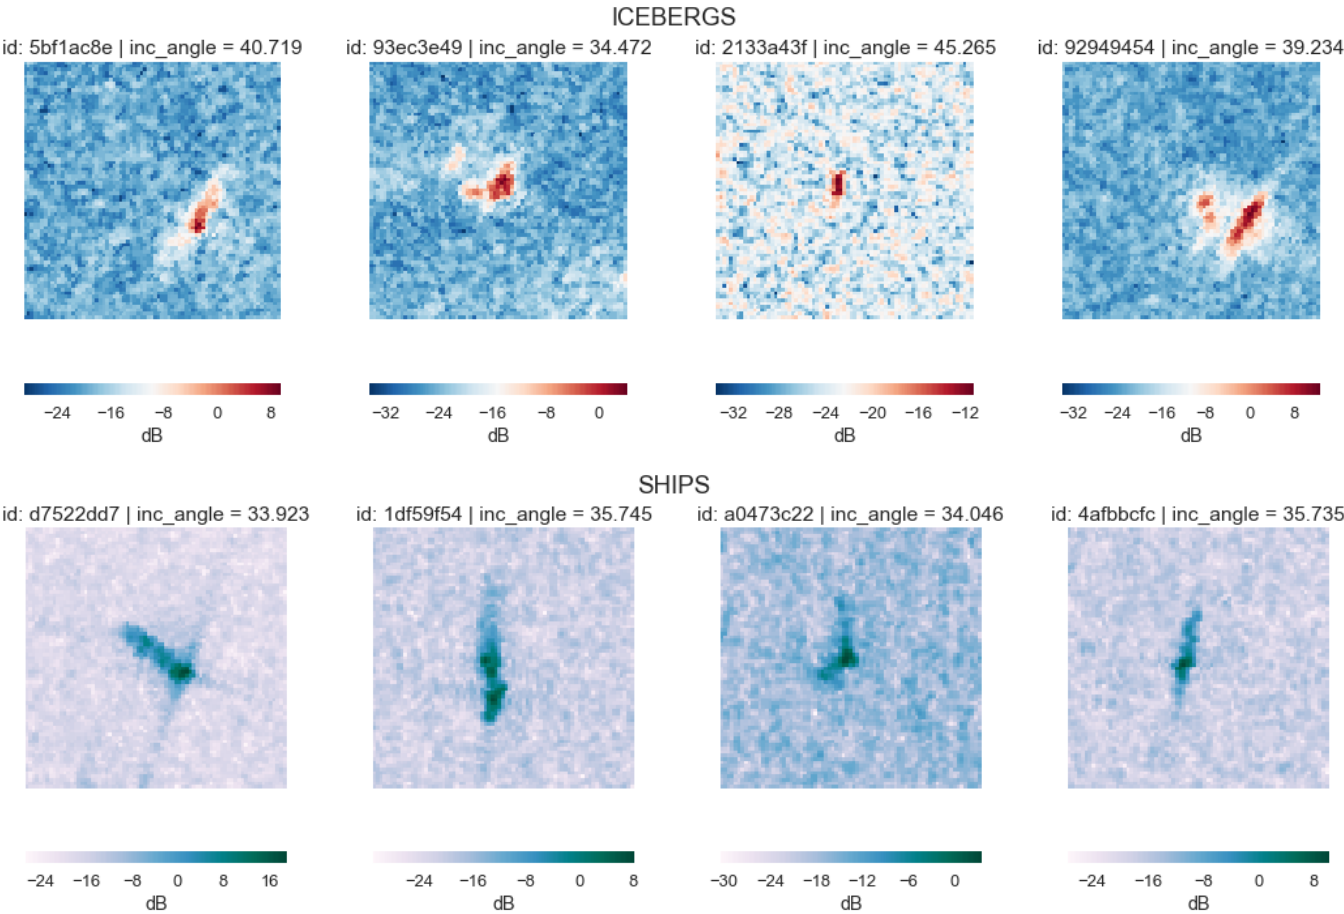 ICEBERGS
id: 5bf1ac8e | inc_angle = 40.719 id: 93ec3e49 | inc_angle = 34.472 id: 2133a43f | inc_angle = 45.265 id: 92949454 | inc_angle = 39.234
−24 −16 −8 0 8 −32 −24 −16 −8 0 −32 −28 −24 −20 −16 −12 −32 −24 −16 −8 0 8
dB dB dB dB
SHIPS
id: d7522dd7 | inc_angle = 33.923 id: 1df59f54 | inc_angle = 35.745 id: a0473c22 | inc_angle = 34.046 id: 4afbbcfc | inc_angle = 35.735
−24 −16 −8 0 8 16 −24 −16 −8 0 8 −30 −24 −18 −12 −6 0 −24 −16 −8 0 8
dB dB dB dB